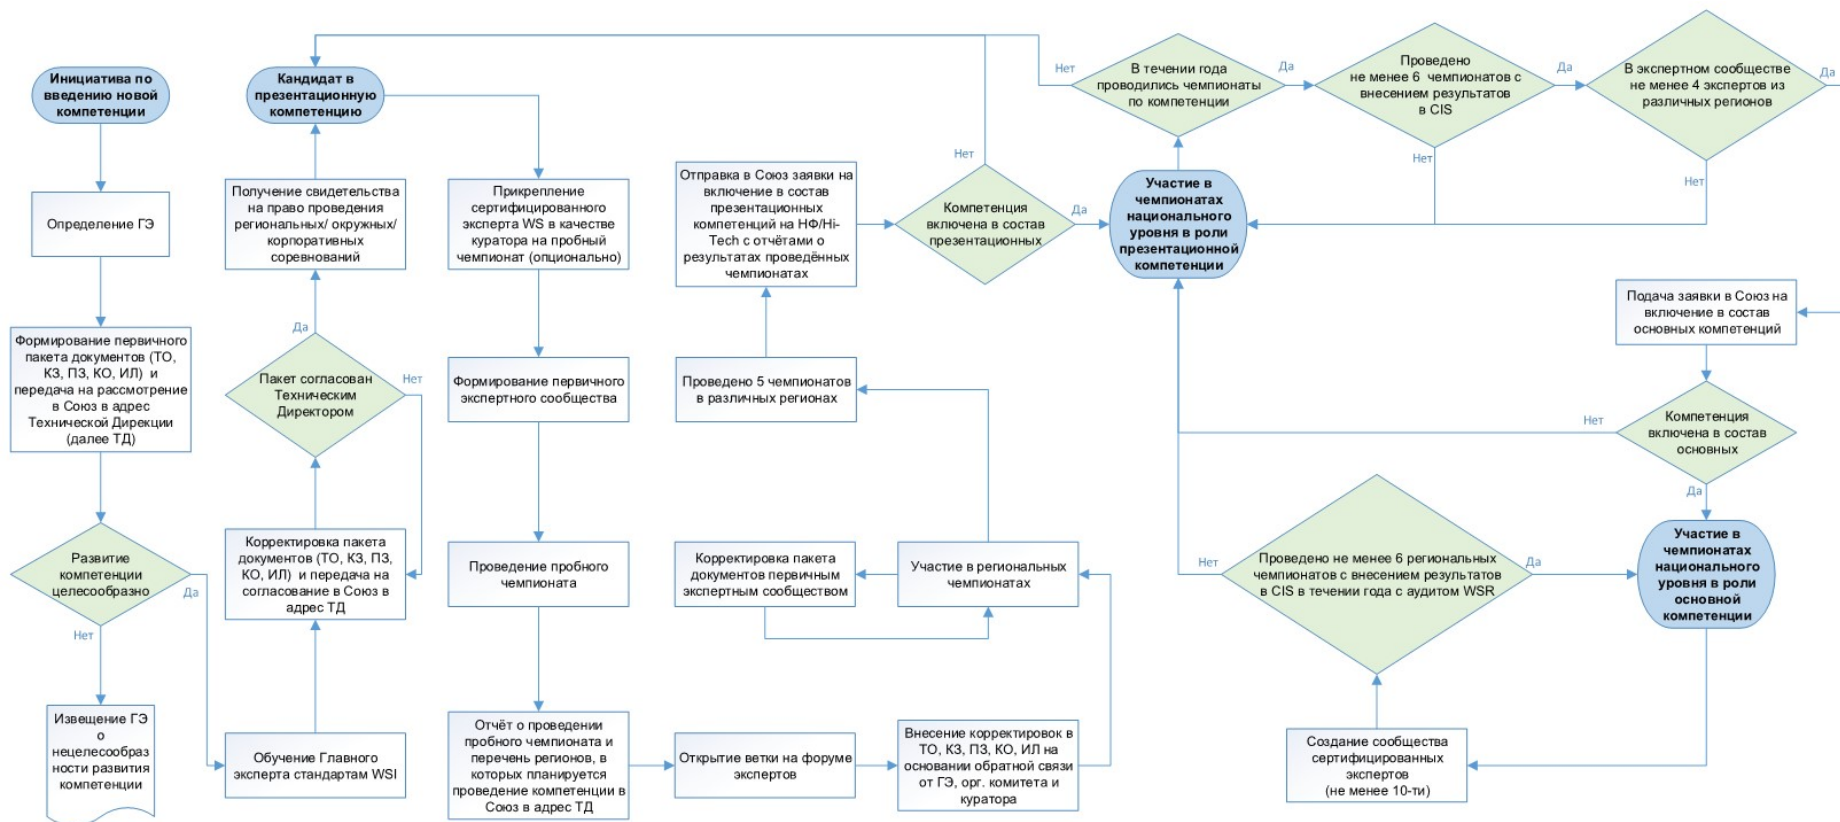 Инициатива по
введению новой
компетенции
Определение ГЭ
Формирование первичного
пакета документов (ТО,
КЗ, ПЗ, КО, ИЛ)  и
передача на рассмотрение
в Союз в адрес
Технической Дирекции
(далее ТД)
Развитие
компетенции
целесообразно
Да
Нет
Извещение ГЭ
о
нецелесообраз
ности развития
компетенции
Кандидат в
презентационную
компетенцию
Получение свидетельства
на право проведения
региональных/ окружных/
корпоративных
соревнований
Да
Пакет согласован
Техническим
Директором
Нет
Корректировка пакета
документов (ТО, КЗ, ПЗ,
КО, ИЛ)  и передача на
согласование в Союз в
адрес ТД
Обучение Главного
эксперта стандартам WSI
Прикрепление
сертифицированного
эксперта WS в качестве
куратора на пробный
чемпионат (опционально)
Формирование первичного
экспертного сообщества
Проведение пробного
чемпионата
Отчёт о проведении
пробного чемпионата и
перечень регионов, в
которых планируется
проведение компетенции в
Союз в адрес ТД
Отправка в Союз заявки на
включение в состав
презентационных
компетенций на НФ/Hi-
Tech с отчётами о
результатах проведённых
чемпионатах
Проведено 5 чемпионатов
в различных регионах
Корректировка пакета
документов первичным
экспертным сообществом
Открытие ветки на форуме
экспертов
Нет
Компетенция
включена в состав
презентационных
Да
Участие в региональных
чемпионатах
Внесение корректировок в
ТО, КЗ, ПЗ, КО, ИЛ на
основании обратной связи
от ГЭ, орг. комитета и
куратора
Нет
В течении года
проводились чемпионаты
по компетенции
Да
Участие в
чемпионатах
национального
уровня в роли
презентационной
компетенции
Проведено
не менее 6  чемпионатов с
внесением результатов
в CIS
Да
Нет
В экспертном сообществе
не менее 4 экспертов из
различных регионов
Да
Нет
Подача заявки в Союз на
включение в состав
основных компетенций
Нет
Компетенция
включена в состав
основных
Да
Нет
Проведено не менее 6 региональных
чемпионатов с внесением результатов
в CIS в течении года с аудитом WSR
Да
Участие в
чемпионатах
национального
уровня в роли
основной
компетенции
Создание сообщества
сертифицированных
экспертов
(не менее 10-ти)